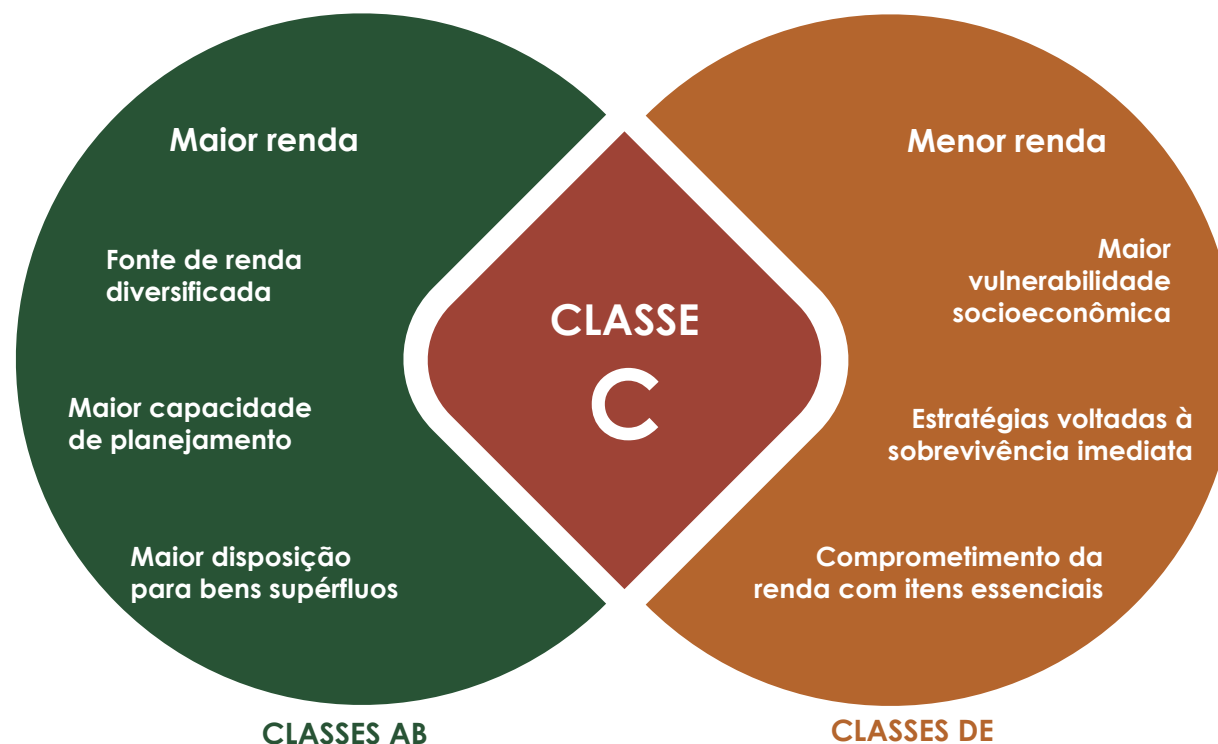 Maior renda
Fonte de renda
diversificada
Maior capacidade
de planejamento
Maior disposição
para bens supérfluos
CLASSES AB
CLASSE
C
Menor renda
Maior
vulnerabilidade
socioeconômica
Estratégias voltadas à
sobrevivência imediata
Comprometimento da
renda com itens essenciais
CLASSES DE